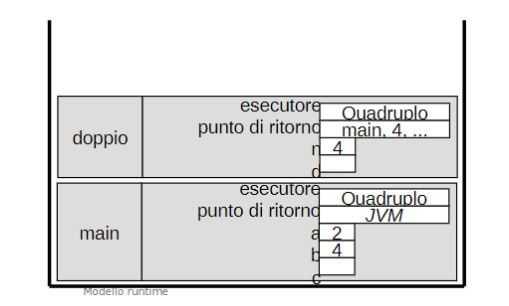 esecutore Quadruplo
punto di ritorno main, 4, ...
doppio
n 4
d
esecutore Quadruplo
punto di ritorno JVM
main
a 2
b 4
c
Modello runtime